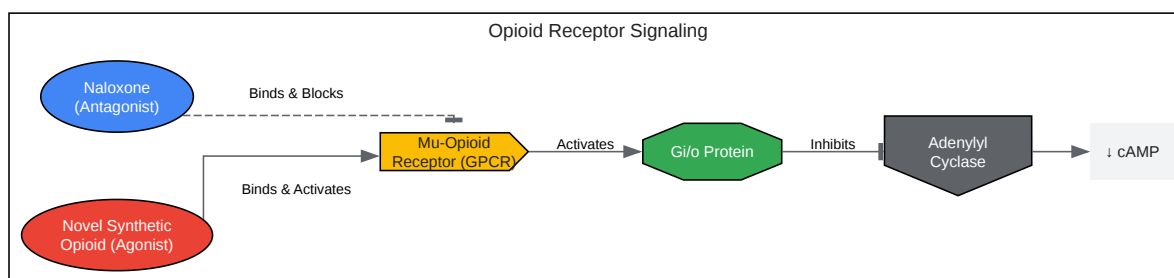 Opioid Receptor Signaling
Naloxone
(Antagonist)
Binds & Blocks
Mu-Opioid
Receptor (GPCR)
Activates
Gi/o Protein
Inhibits
Adenylyl
Cyclase
↓ cAMP
Binds & Activates
Novel Synthetic
Opioid (Agonist)